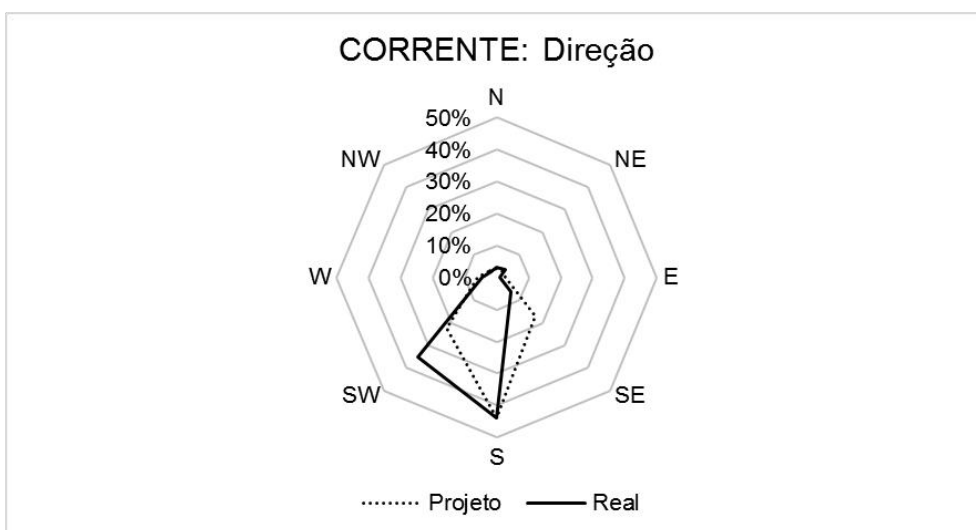 CORRENTE: Direção
N
50%
NW
40%
NE
30%
20%
10%
W
0%
E
SW
SE
S
Projeto
Real